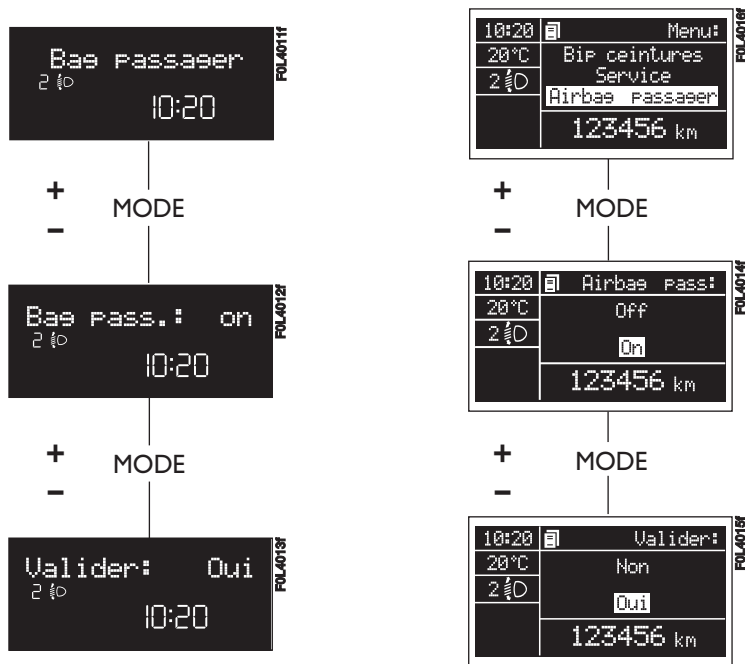 Bag passager
2
10:20
F0L4011f
+
MODE
–
Bag pass.: on
2
10:20
F0L4012f
+
MODE
–
Valider: Oui
2
10:20
F0L4013f
10:20 Menu:
20°C Bip ceintures
2 Service
Airbag passager
123456 km
F0L4016f
+
MODE
–
10:20 Airbag pass:
20°C Off
2
On
123456 km
F0L4014f
+
MODE
–
10:20 Valider:
20°C Non
2
Oui
123456 km
F0L4015f